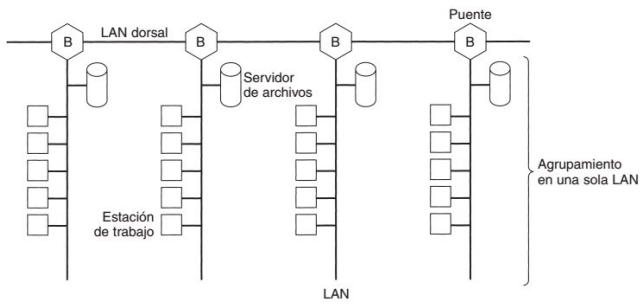 Puente
B
LAN dorsal
B
B
B
Servidor
de archivos
Agrupamiento
en una sola LAN
Estación
de trabajo
LAN